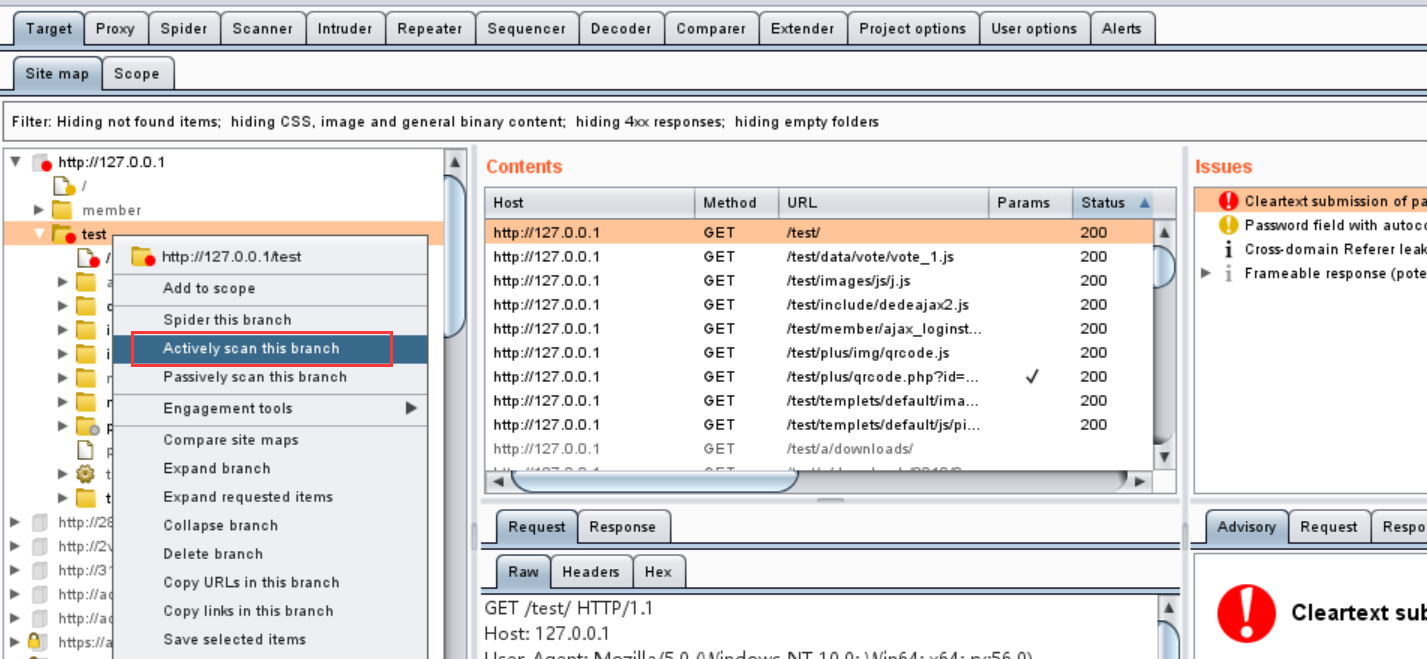 Target Proxy Spider Scanner Intruder Repeater Sequencer Decoder Comparer Extender Project options User options Alerts
Site map Scope
Filter: Hiding not found items; hiding CSS, image and general binary content; hiding 4xx responses; hiding empty folders
http://127.0.0.1
/
member
test
/
http://127.0.0.1/test
Add to scope
Spider this branch
Actively scan this branch
Passively scan this branch
Engagement tools
Compare site maps
Expand branch
Expand requested items
Collapse branch
Delete branch
Copy URLs in this branch
Copy links in this branch
Save selected items
http://28
http://2v
http://31
http://ac
http://ac
https://a
Contents
Host Method URL Params Status
http://127.0.0.1 GET /test/ 200
http://127.0.0.1 GET /test/data/vote/vote_1.js 200
http://127.0.0.1 GET /test/images/js/j.js 200
http://127.0.0.1 GET /test/include/dedeajax2.js 200
http://127.0.0.1 GET /test/member/ajax_loginst... 200
http://127.0.0.1 GET /test/plus/img/qrcode.js 200
http://127.0.0.1 GET /test/plus/qrcode.php?id=... ✓ 200
http://127.0.0.1 GET /test/templets/default/ima... 200
http://127.0.0.1 GET /test/templets/default/js/pi... 200
http://127.0.0.1 GET /test/a/downloads/
Request Response
Raw Headers Hex
GET /test/ HTTP/1.1
Host: 127.0.0.1
User-Agent: Mozilla/5.0 (Windows NT 10.0; Win64; x64; rv:56.0)
Issues
Cleartext submission of pa
Password field with autoco
Cross-domain Referer leak
Frameable response (pote
Advisory Request Respo
Cleartext sub